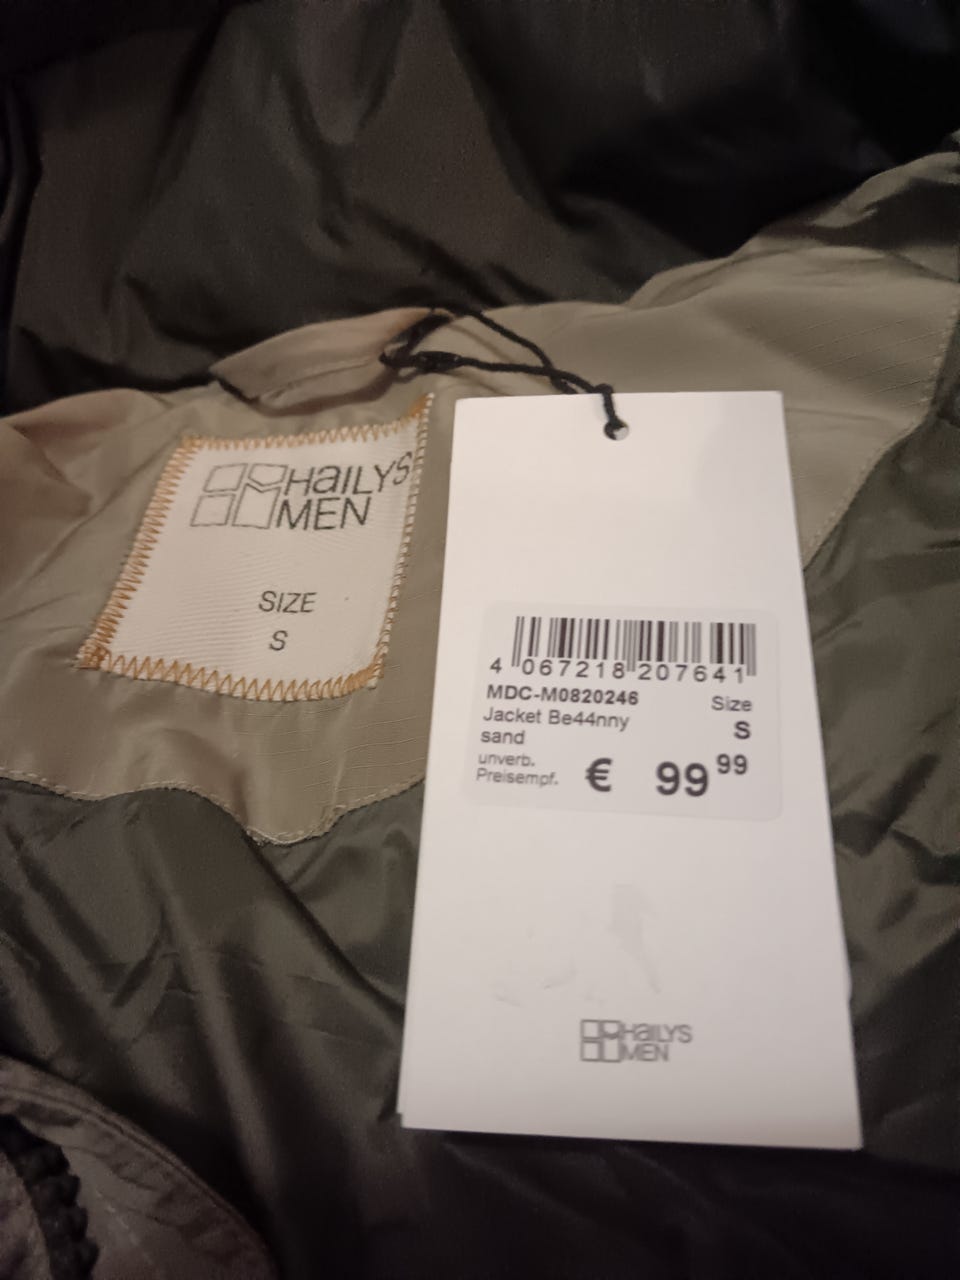 HaiLYS
MEN
SIZE
S
4 067218 207641
MDC-M0820246
Size
Jacket Be44nny
S
sand
unverb.
Preisempf.
€ 99 99
HaiLYS
MEN